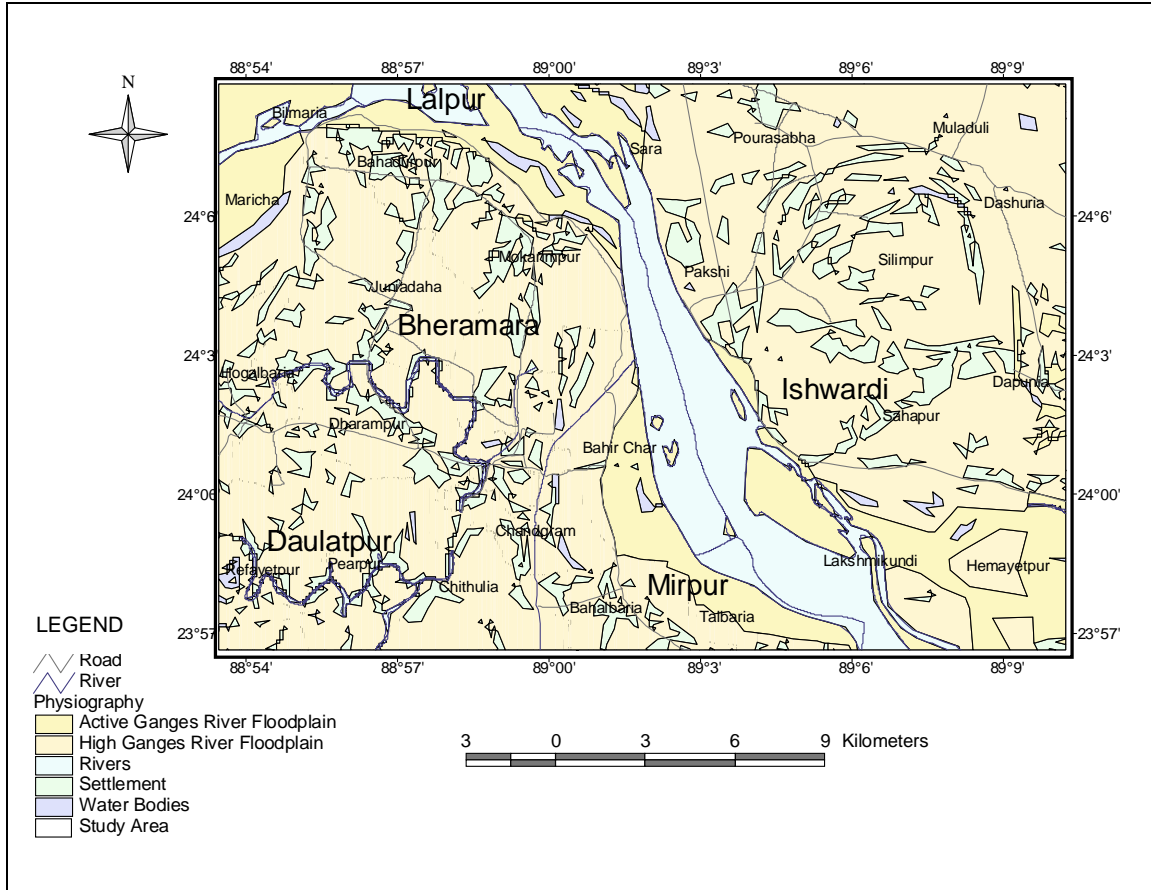 88°54' 88°57' 89°00' 89°3' 89°6' 89°9'
N
Lalpur
Bilmaria
Muladuli
Pourasabha
Sara
Bahadurpur
Maricha
Dashuria
24°6' 24°6'
Mokarimpur
Silimpur
Pakshi
Juniadaha
Bheramara
24°3' 24°3'
Hogalbaria
Dapunia
Ishwardi
Sahapur
Dharampur
Bahir Char
24°06' 24°00'
Chandgram
Daulatpur
Pearpur
Refayetpur
Lakshmikundi
Hemayetpur
Chithulia
Mirpur
Bahalbaria
Talbaria
23°57' 23°57'
88°54' 88°57' 89°00' 89°3' 89°6' 89°9'
LEGEND
Road
River
Physiography
Active Ganges River Floodplain
High Ganges River Floodplain
Rivers
Settlement
Water Bodies
Study Area
3 0 3 6 9 Kilometers